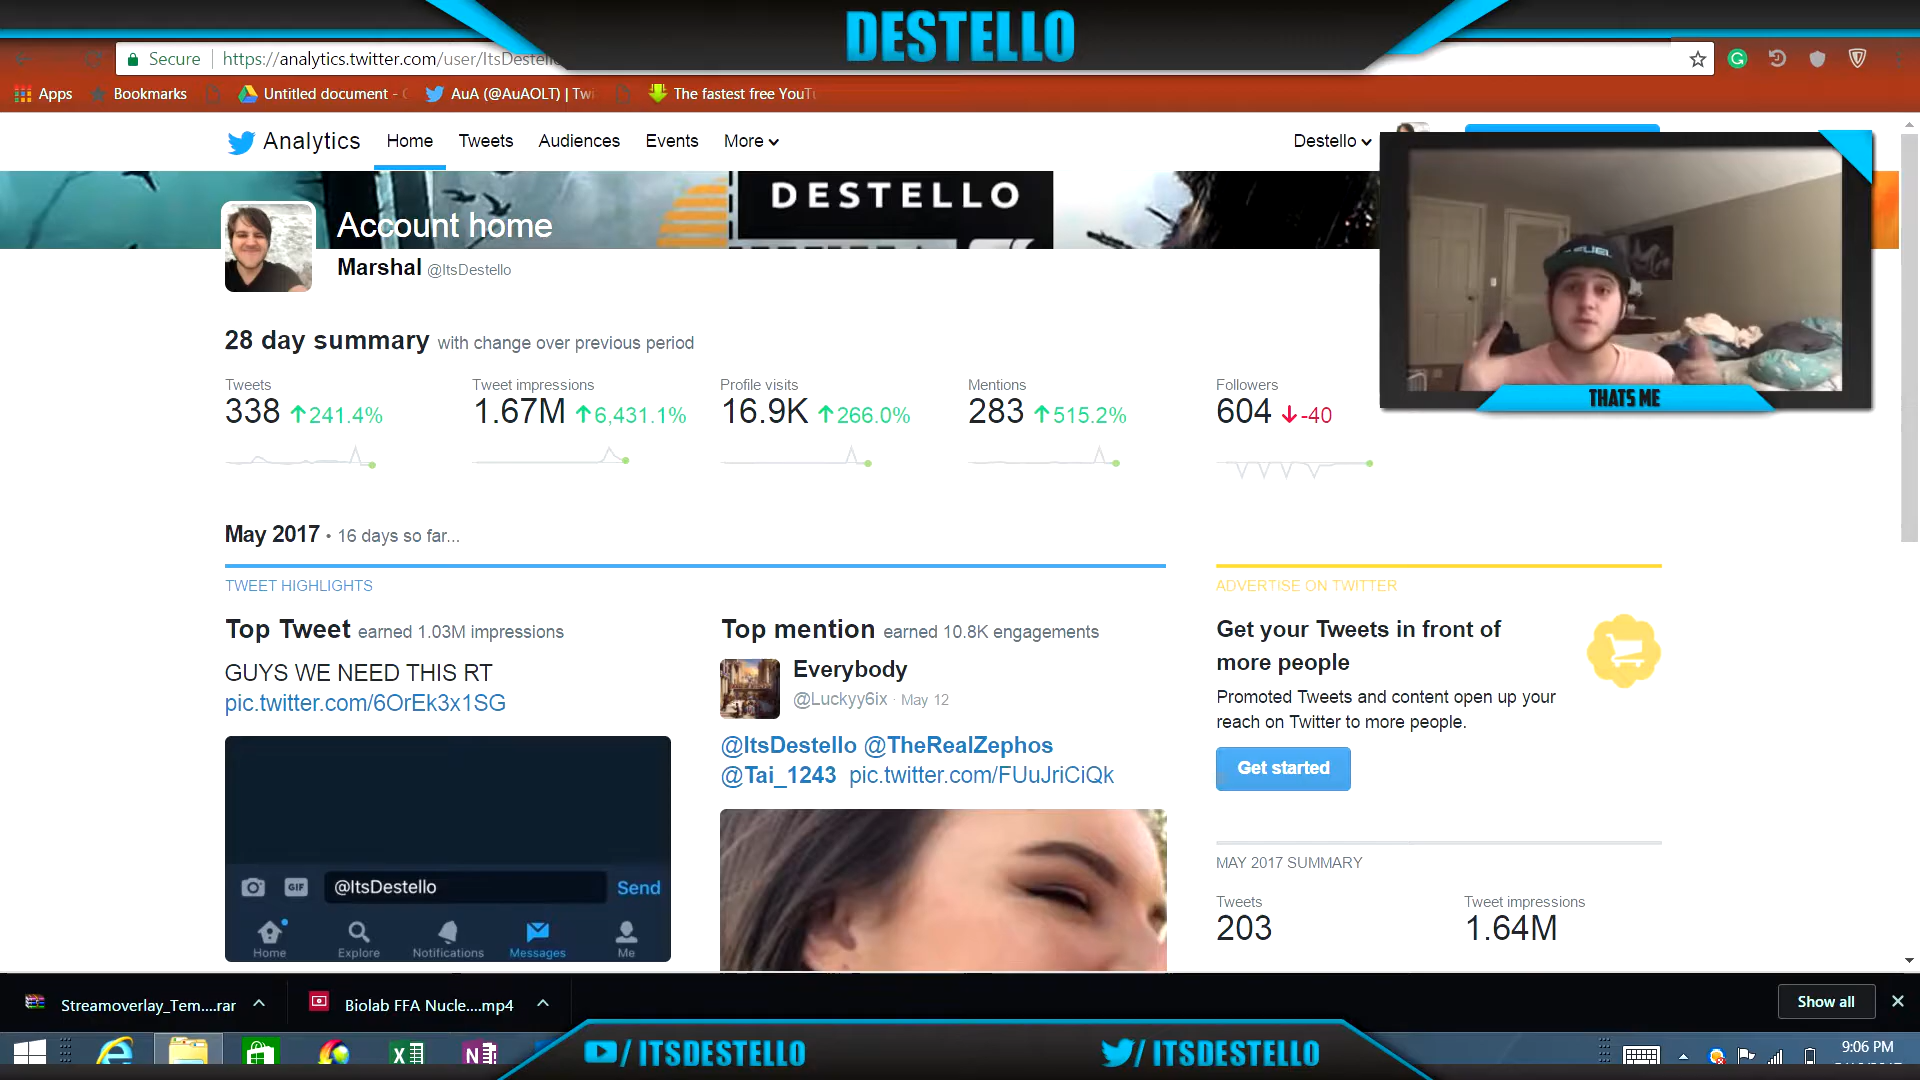 DESTELLO
Secure https://analytics.twitter.com/user/ItsDestello
Apps Bookmarks Untitled document - AuA (@AuAOLT) | Twi The fastest free YouT
Analytics Home Tweets Audiences Events More Destello
DESTELLO
Account home
Marshal @ItsDestello
FUEL
THATS ME
28 day summary with change over previous period
Tweets Tweet impressions Profile visits Mentions Followers
338 241.4% 1.67M 6,431.1% 16.9K 266.0% 283 515.2% 604 -40
May 2017 • 16 days so far...
TWEET HIGHLIGHTS
Top Tweet earned 1.03M impressions
GUYS WE NEED THIS RT
pic.twitter.com/6OrEk3x1SG
GIF @ItsDestello Send
Home Explore Notifications Messages Me
Top mention earned 10.8K engagements
Everybody
@Luckyy6ix · May 12
@ItsDestello @TheRealZephos
@Tai_1243 pic.twitter.com/FUuJriCiQk
ADVERTISE ON TWITTER
Get your Tweets in front of
more people
Promoted Tweets and content open up your
reach on Twitter to more people.
Get started
MAY 2017 SUMMARY
Tweets Tweet impressions
203 1.64M
Streamoverlay_Tem....rar Biolab FFA Nucle....mp4 Show all
/ ITSDESTELLO / ITSDESTELLO
9:06 PM